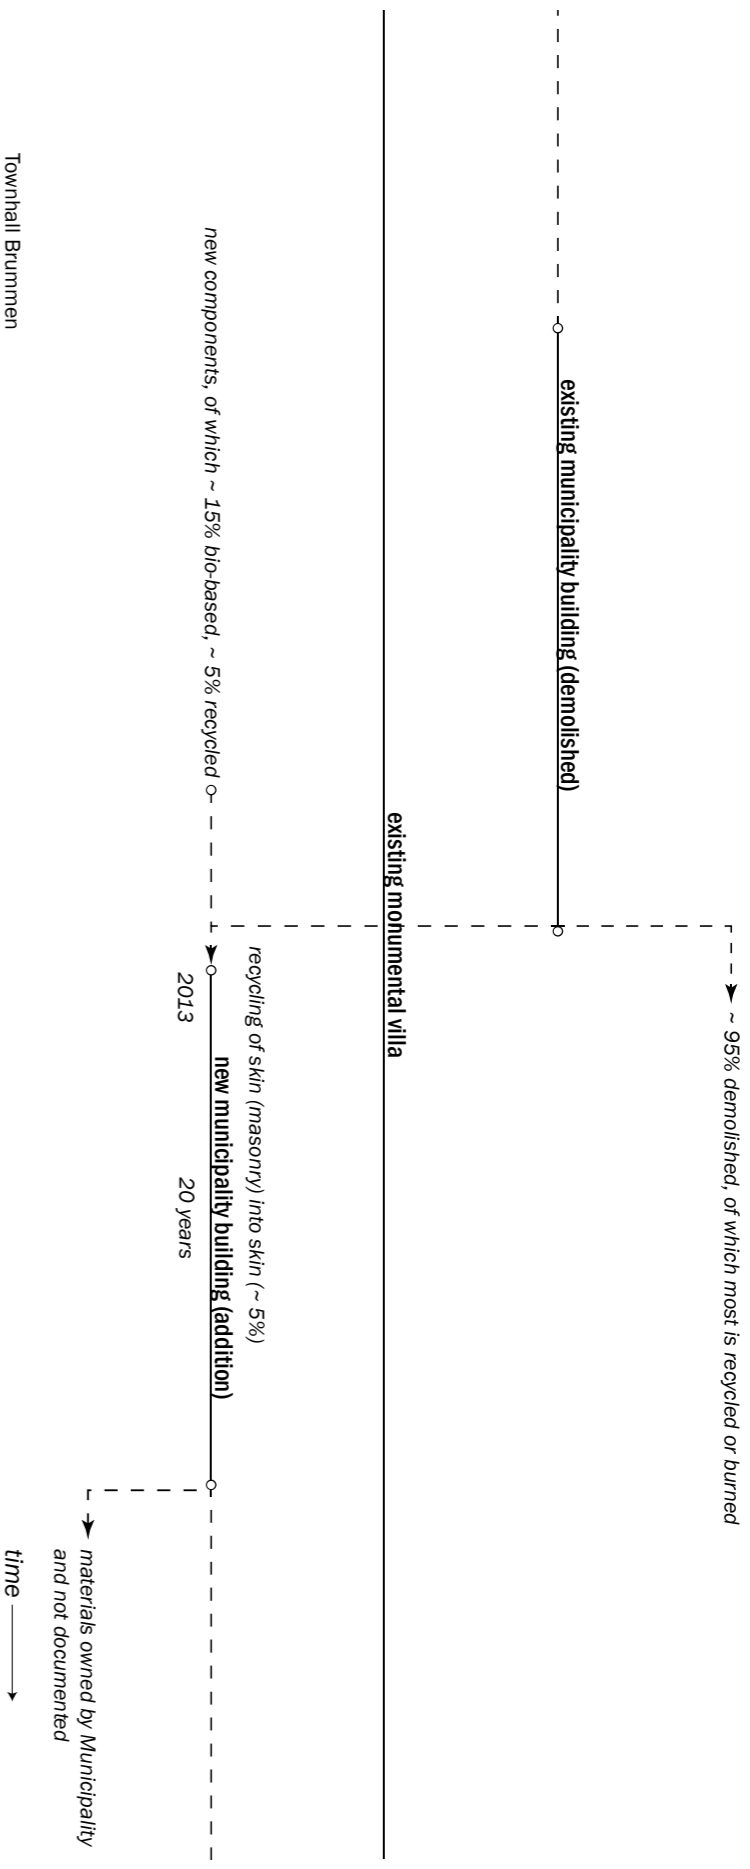 ~ 95% demolished, of which most is recycled or burned
existing municipality building (demolished)
existing monumental villa
recycling of skin (masonry) into skin (~ 5%)
new components, of which ~ 15% bio-based, ~ 5% recycled
new municipality building (addition)
2013
20 years
materials owned by Municipality
and not documented
Townhall Brummen
time